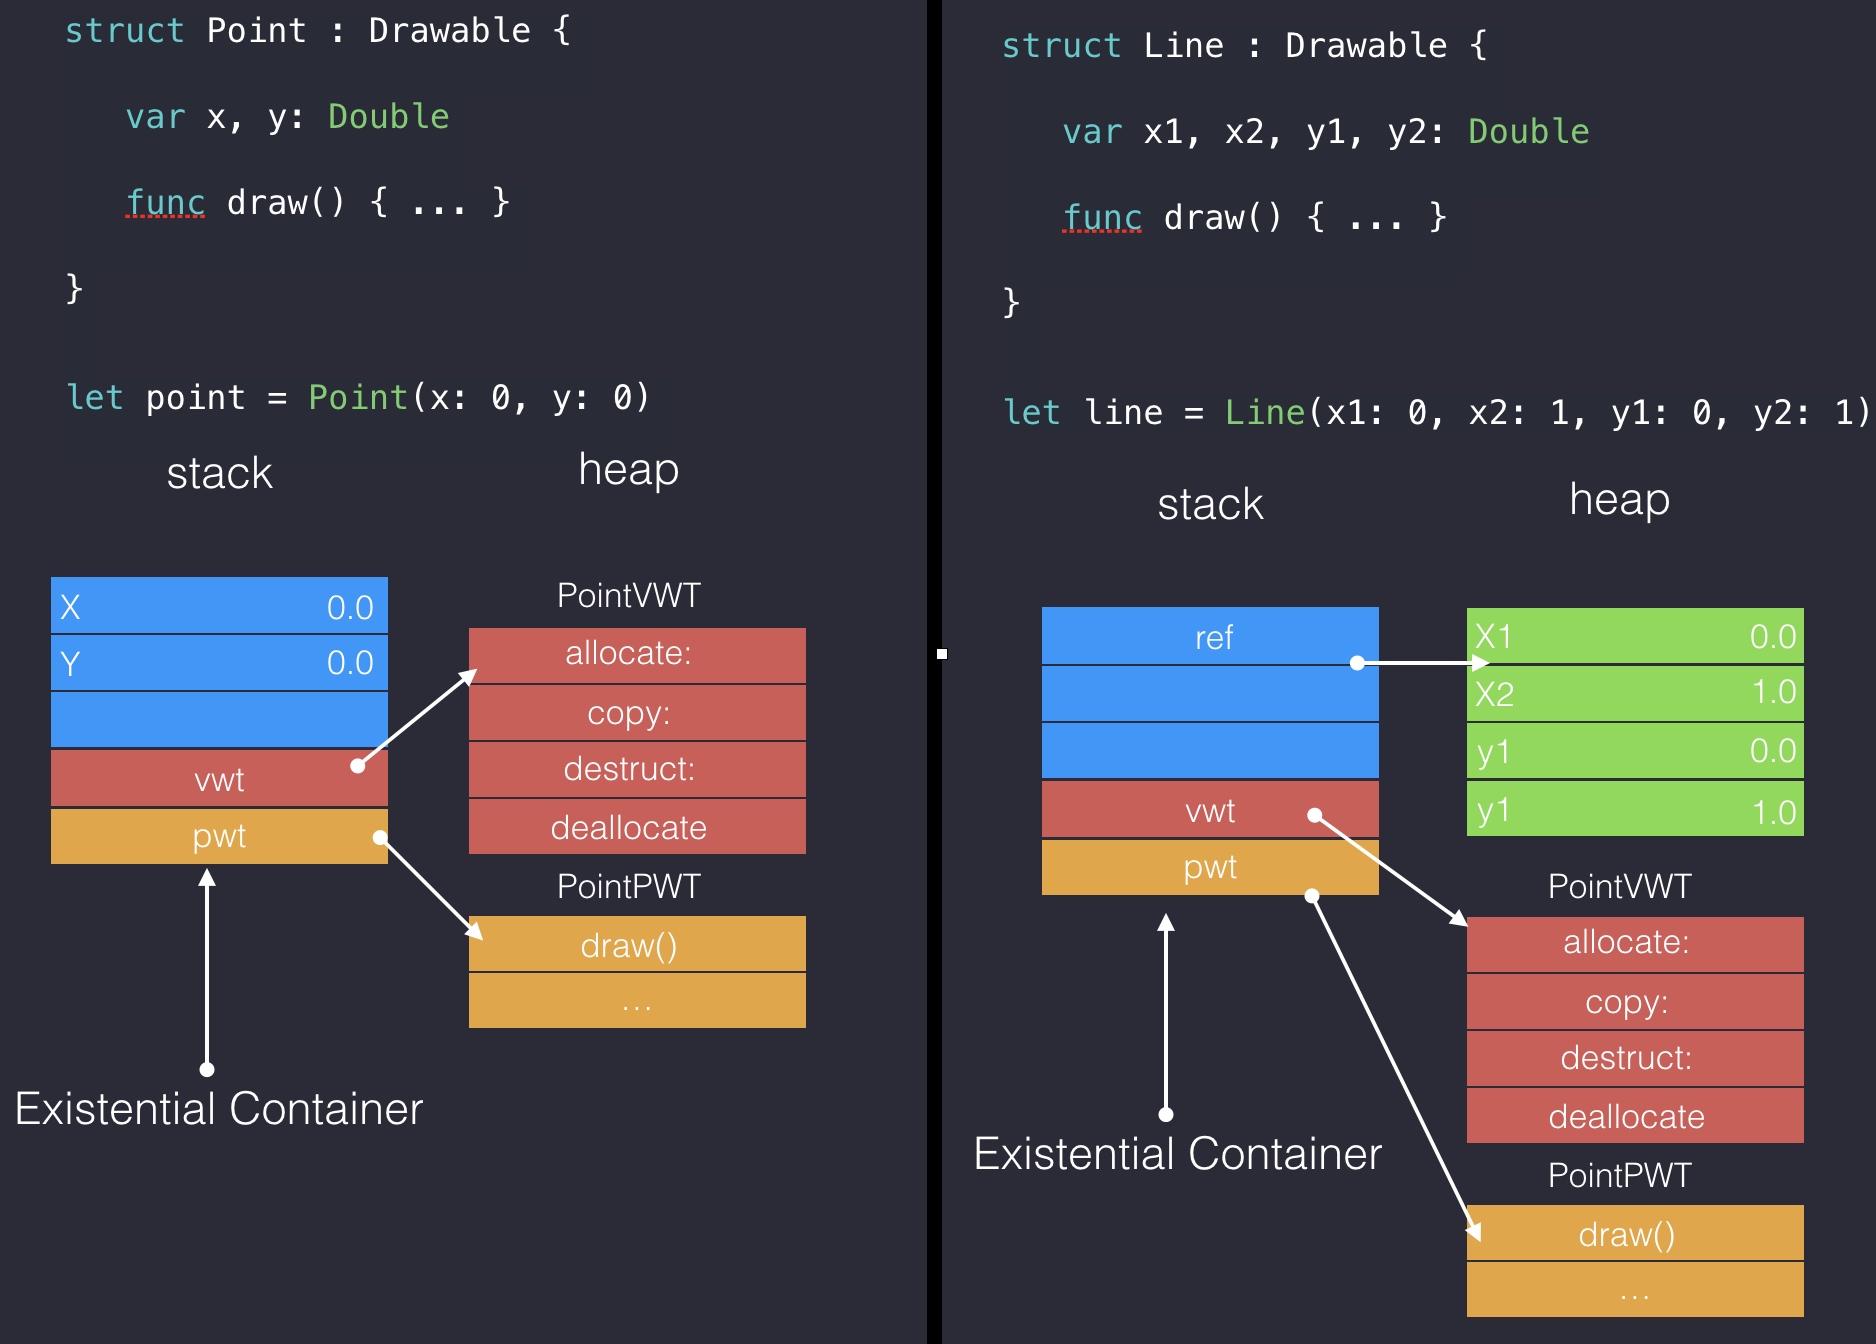 struct Point : Drawable {
var x, y: Double
func draw() { ... }
}
let point = Point(x: 0, y: 0)
stack
heap
X 0.0
Y 0.0
vwt
pwt
PointVWT
allocate:
copy:
destruct:
deallocate
PointPWT
draw()
...
Existential Container
struct Line : Drawable {
var x1, x2, y1, y2: Double
func draw() { ... }
}
let line = Line(x1: 0, x2: 1, y1: 0, y2: 1)
stack
heap
ref
vwt
pwt
X1 0.0
X2 1.0
y1 0.0
y1 1.0
PointVWT
allocate:
copy:
destruct:
deallocate
PointPWT
draw()
...
Existential Container